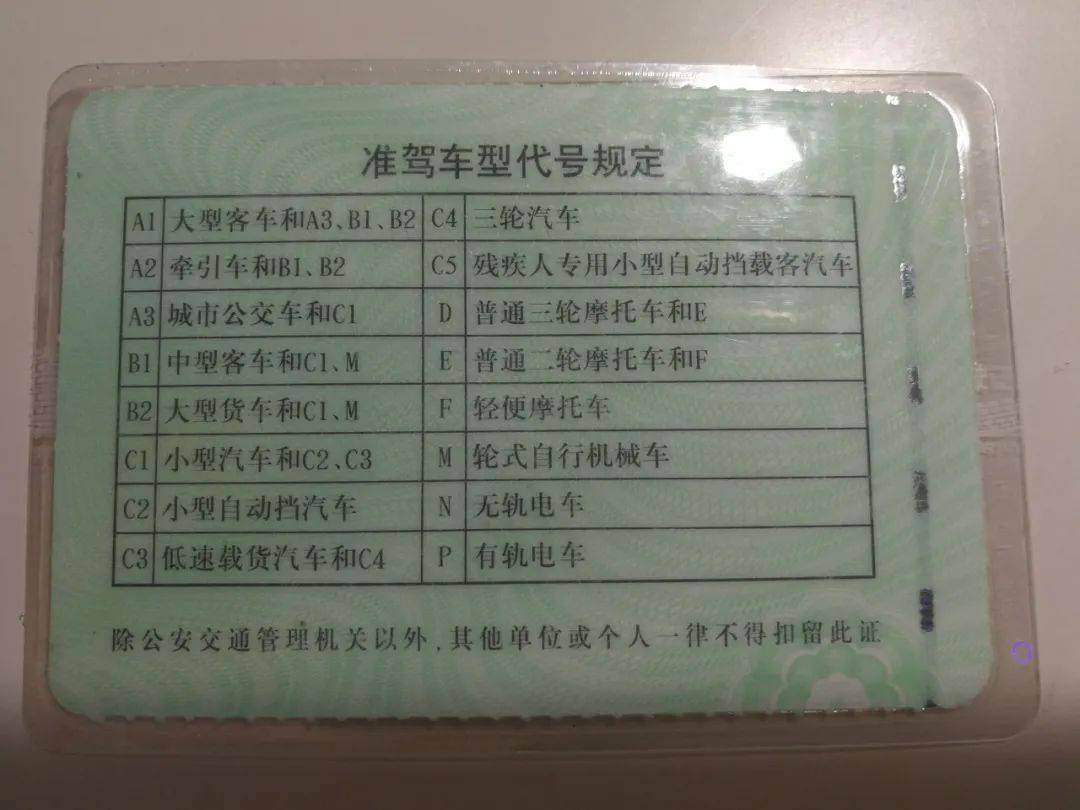 准驾车型代号规定
A1 大型客车和A3、B1、B2 C4 三轮汽车
A2 牵引车和B1、B2 C5 残疾人专用小型自动挡载客汽车
A3 城市公交车和C1 D 普通三轮摩托车和E
B1 中型客车和C1、M E 普通二轮摩托车和F
B2 大型货车和C1、M F 轻便摩托车
C1 小型汽车和C2、C3 M 轮式自行机械车
C2 小型自动挡汽车 N 无轨电车
C3 低速载货汽车和C4 P 有轨电车
除公安交通管理机关以外,其他单位或个人一律不得扣留此证